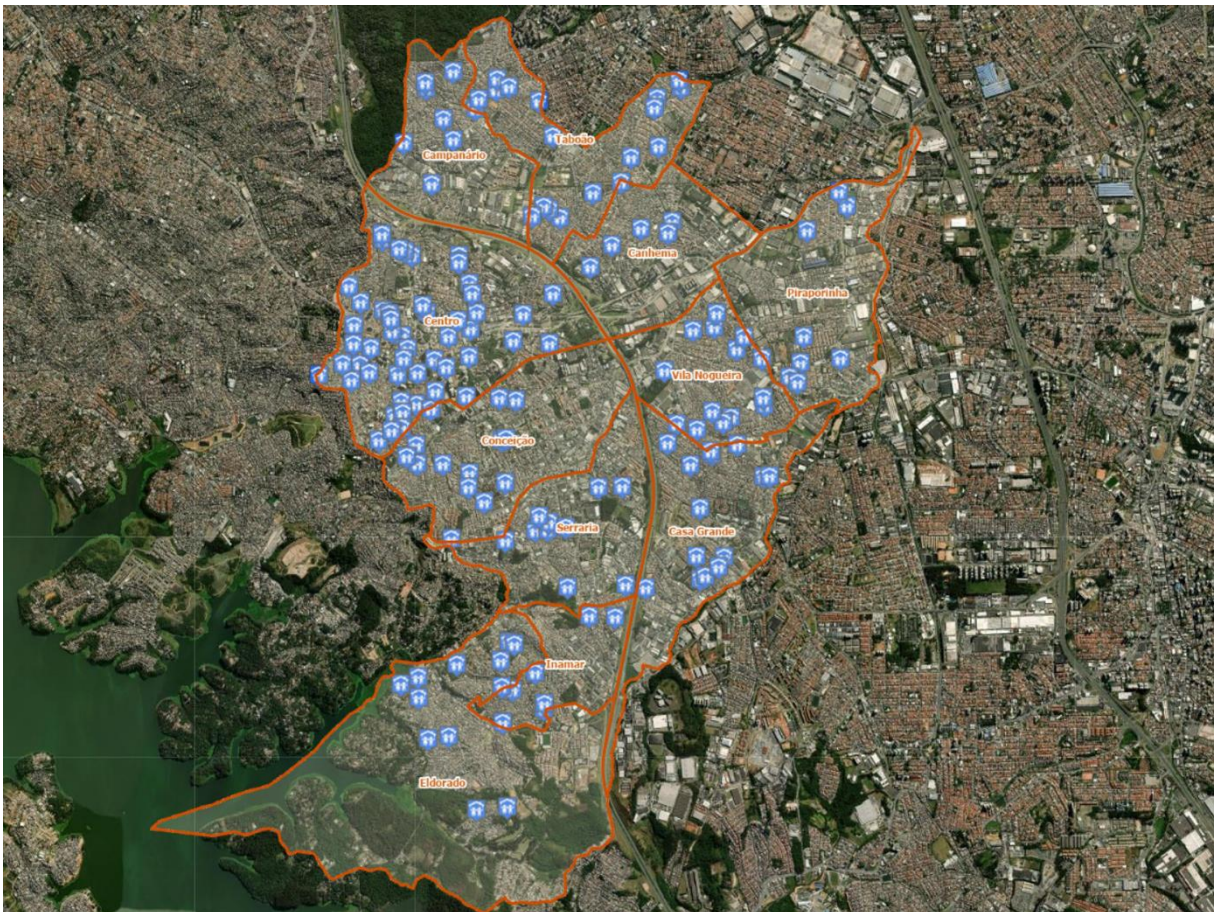 Taboão
Campanário
Canhema
Piraporinha
Centro
Vila Nogueira
Conceição
Serraria
Casa Grande
Inamar
Eldorado